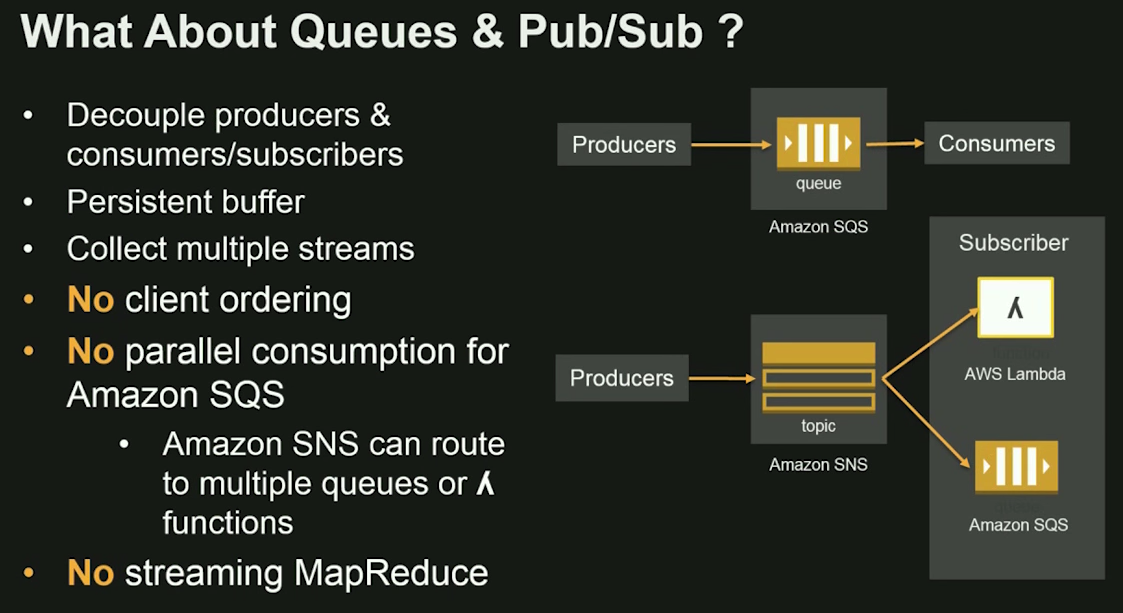 What About Queues & Pub/Sub ?
• Decouple producers &
consumers/subscribers
• Persistent buffer
• Collect multiple streams
• No client ordering
• No parallel consumption for
Amazon SQS
• Amazon SNS can route
to multiple queues or ʎ
functions
• No streaming MapReduce
Producers
queue
Amazon SQS
Consumers
Producers
topic
Amazon SNS
Subscriber
ʎ
AWS Lambda
queue
Amazon SQS